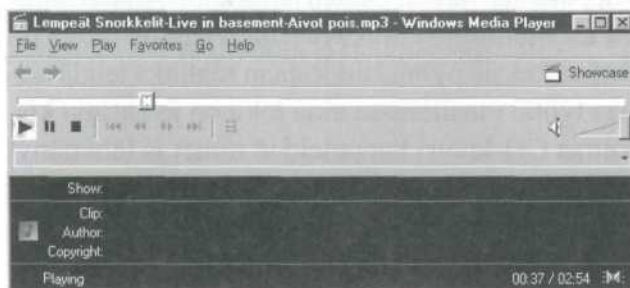 Lempeät Snorkkelit-Live in basement-Aivot pois.mp3 - Windows Media Player
File View Play Favorites Go Help
Showcase
Show:
Clip:
Author:
Copyright:
Playing 00:37 / 02:54